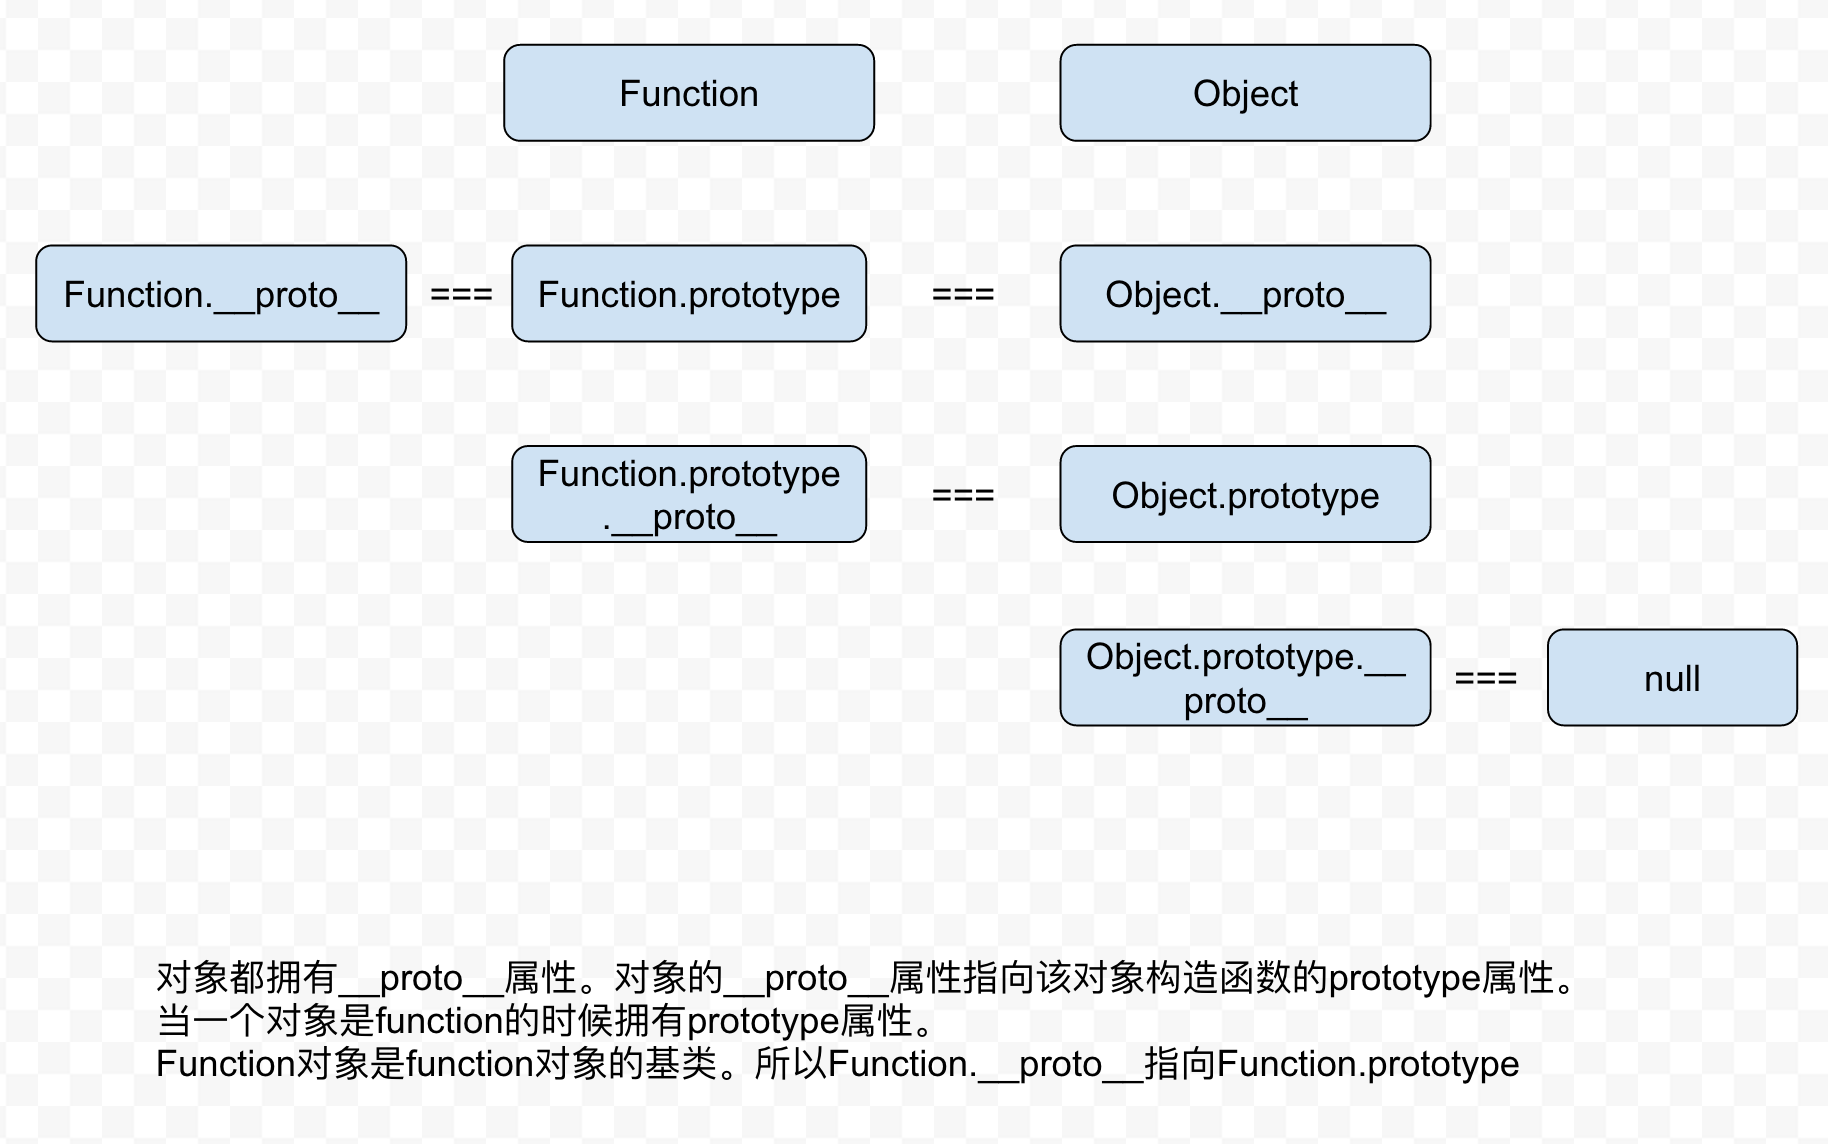 Function
Object
Function.__proto__
===
Function.prototype
===
Object.__proto__
Function.prototype
.__proto__
===
Object.prototype
Object.prototype.__
proto__
===
null
对象都拥有__proto__属性。对象的__proto__属性指向该对象构造函数的prototype属性。
当一个对象是function的时候拥有prototype属性。
Function对象是function对象的基类。所以Function.__proto__指向Function.prototype